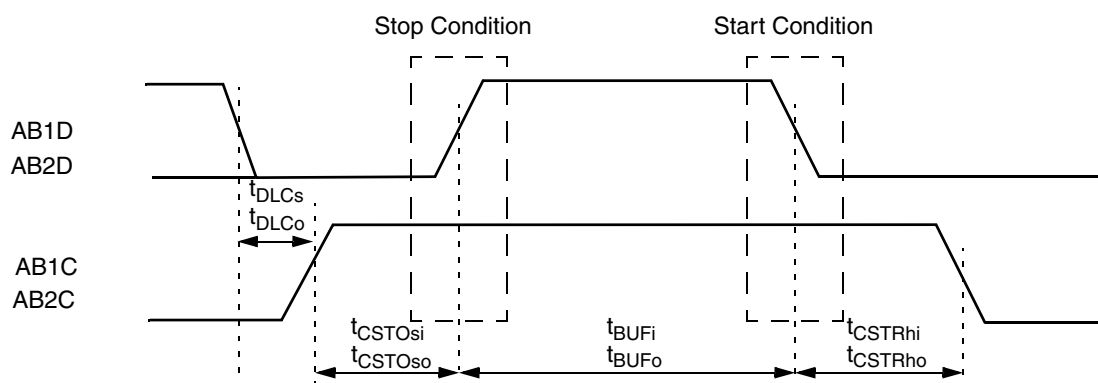 Stop Condition
Start Condition
AB1D
AB2D
tDLCs
tDLCo
AB1C
AB2C
tCSTOsi
tCSTOso
tBUFi
tBUFo
tCSTRhi
tCSTRho